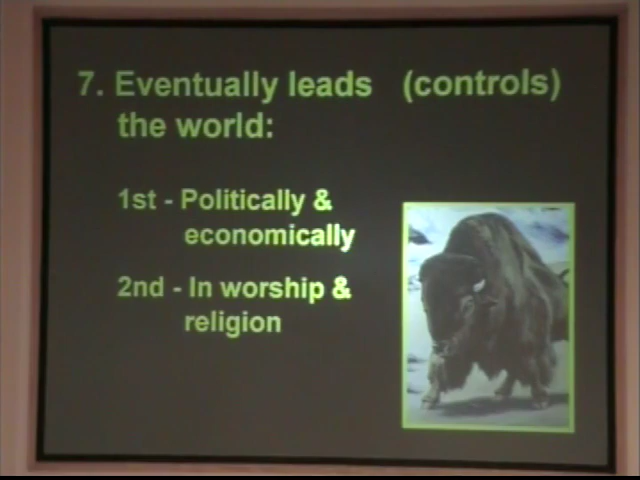 7. Eventually leads (controls)
the world:
1st - Politically &
economically
2nd - In worship &
religion